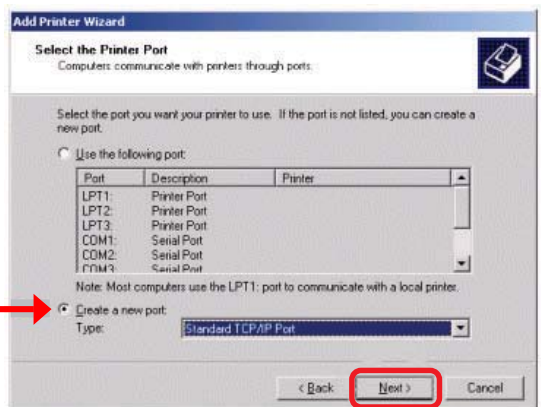 Add Printer Wizard
Select the Printer Port
Computers communicate with printers through ports.
Select the port you want your printer to use. If the port is not listed, you can create a
new port.
Use the following port:
Port Description Printer
LPT1: Printer Port
LPT2: Printer Port
LPT3: Printer Port
COM1: Serial Port
COM2: Serial Port
COM3: Serial Port
Note: Most computers use the LPT1: port to communicate with a local printer.
Create a new port:
Type: Standard TCP/IP Port
< Back Next > Cancel